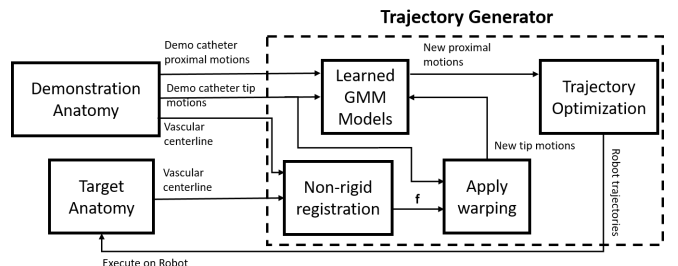 Trajectory Generator
Demo catheter
proximal motions
New proximal
motions
Demonstration
Anatomy
Learned
GMM
Models
Trajectory
Optimization
Demo catheter tip
motions
Vascular
centerline
New tip motions
Robot trajectories
Target
Anatomy
Vascular
centerline
Non-rigid
registration
f
Apply
warping
Execute on Robot